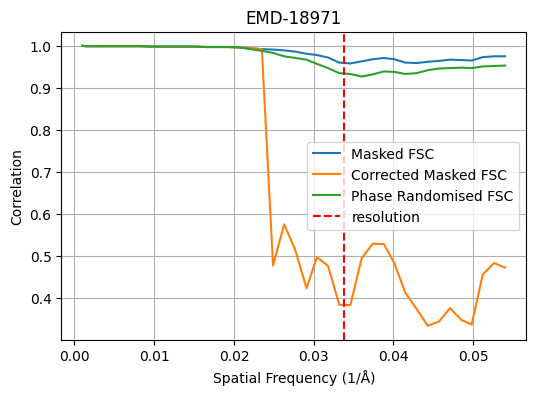 EMD-18971
1.0
0.9
0.8
0.7
0.6
0.5
0.4
Correlation
Masked FSC
Corrected Masked FSC
Phase Randomised FSC
resolution
0.00 0.01 0.02 0.03 0.04 0.05
Spatial Frequency (1/Å)